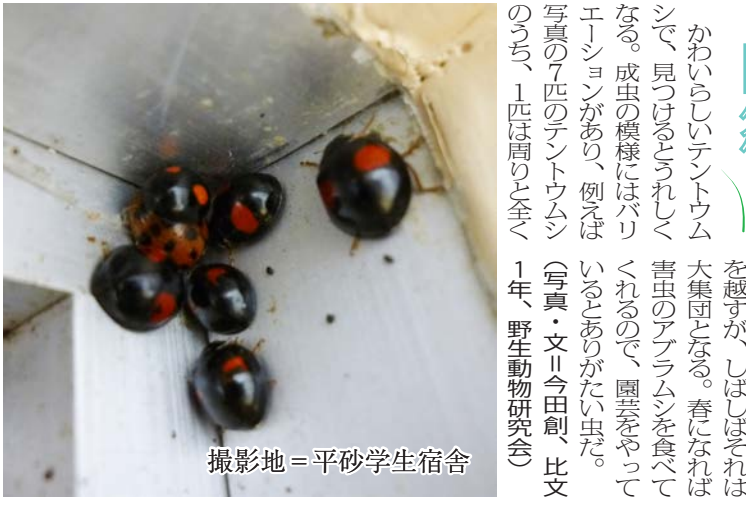 かわいらしいテントウム
シで、見つけるとうれしく
なる。成虫の模様にはバリ
エーションがあり、例えば
写真の７匹のテントウムシ
のうち、１匹は周りと全く
を越すが、しばしばそれは
大集団となる。春になれば
害虫のアブラムシを食べて
くれるので、園芸をやって
いるとありがたい虫だ。
（写真・文＝今田創、比文
１年、野生動物研究会）
撮影地＝平砂学生宿舎